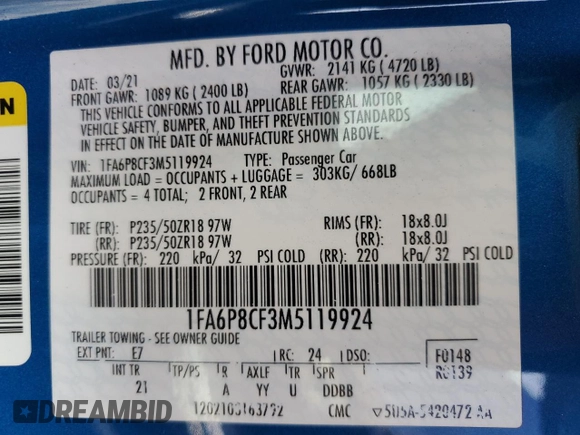 MFD. BY FORD MOTOR CO.
DATE: 03/21 GVWR: 2141 KG ( 4720 LB)
FRONT GAWR: 1089 KG ( 2400 LB) REAR GAWR: 1057 KG ( 2330 LB)
THIS VEHICLE CONFORMS TO ALL APPLICABLE FEDERAL MOTOR
VEHICLE SAFETY, BUMPER, AND THEFT PREVENTION STANDARDS
IN EFFECT ON THE DATE OF MANUFACTURE SHOWN ABOVE.
VIN: 1FA6P8CF3M5119924 TYPE: Passenger Car
MAXIMUM LOAD = OCCUPANTS + LUGGAGE = 303KG/ 668LB
OCCUPANTS = 4 TOTAL; 2 FRONT, 2 REAR
TIRE (FR): P235/50ZR18 97W RIMS (FR): 18x8.0J
(RR): P235/50ZR18 97W (RR): 18x8.0J
PRESSURE (FR): 220 kPa/ 32 PSI COLD (RR): 220 kPa/ 32 PSI COLD
1FA6P8CF3M5119924
TRAILER TOWING - SEE OWNER GUIDE
EXT PNT: E7 RC: 24 DSO: F0148
INT TR TP/PS R AXLE TR SPR
21 A YY U DDBB
CMC
DREAMBID